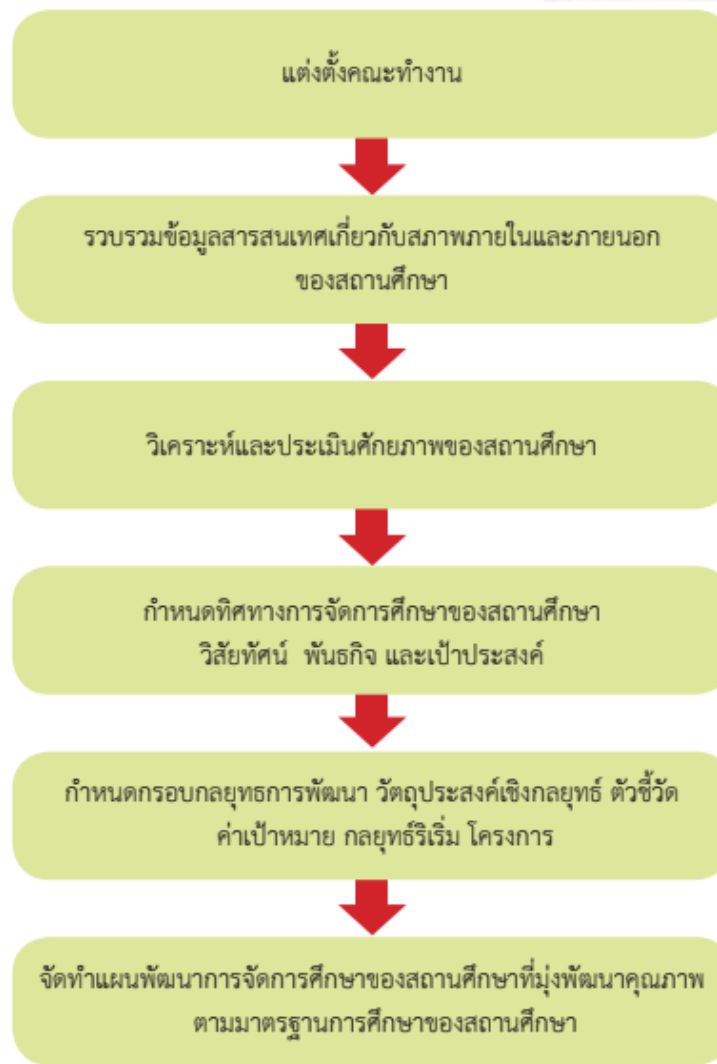 แต่งตั้งคณะทำงาน
รวบรวมข้อมูลสารสนเทศเกี่ยวกับสภาพภายในและภายนอก
ของสถานศึกษา
วิเคราะห์และประเมินศักยภาพของสถานศึกษา
กำหนดทิศทางการจัดการศึกษาของสถานศึกษา
วิสัยทัศน์ พันธกิจ และเป้าประสงค์
กำหนดกรอบกลยุทธการพัฒนา วัตถุประสงค์เชิงกลยุทธ์ ตัวชี้วัด
ค่าเป้าหมาย กลยุทธ์ริเริ่ม โครงการ
จัดทำแผนพัฒนาการจัดการศึกษาของสถานศึกษาที่มุ่งพัฒนาคุณภาพ
ตามมาตรฐานการศึกษาของสถานศึกษา